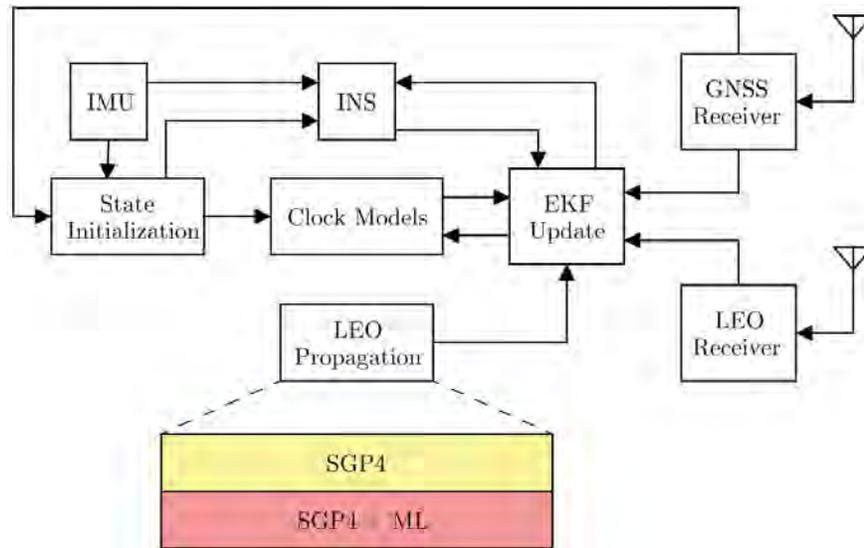 IMU
INS
GNSS
Receiver
State
Initialization
Clock Models
EKF
Update
LEO
Propagation
LEO
Receiver
SGP4
SGP4 ML